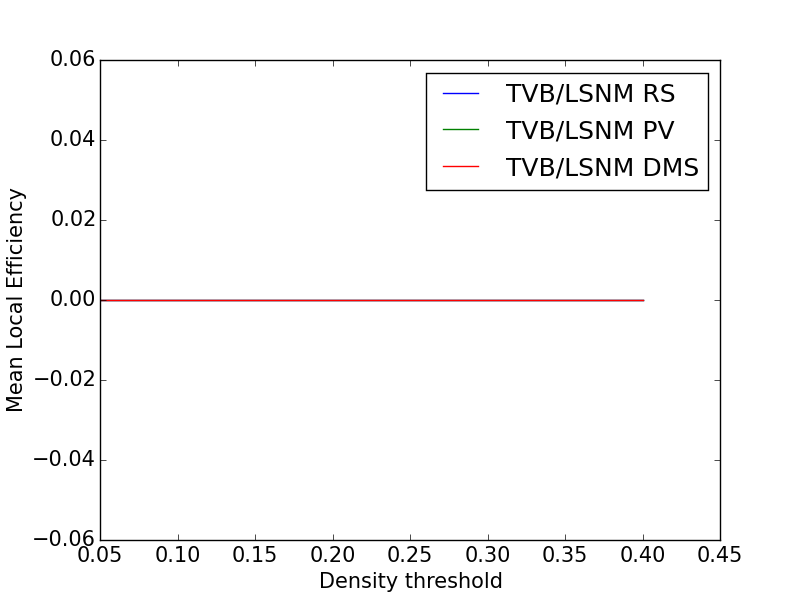 0.06
0.04
0.02
0.00
−0.02
−0.04
−0.06
Mean Local Efficiency
TVB/LSNM RS
TVB/LSNM PV
TVB/LSNM DMS
0.05 0.10 0.15 0.20 0.25 0.30 0.35 0.40 0.45
Density threshold